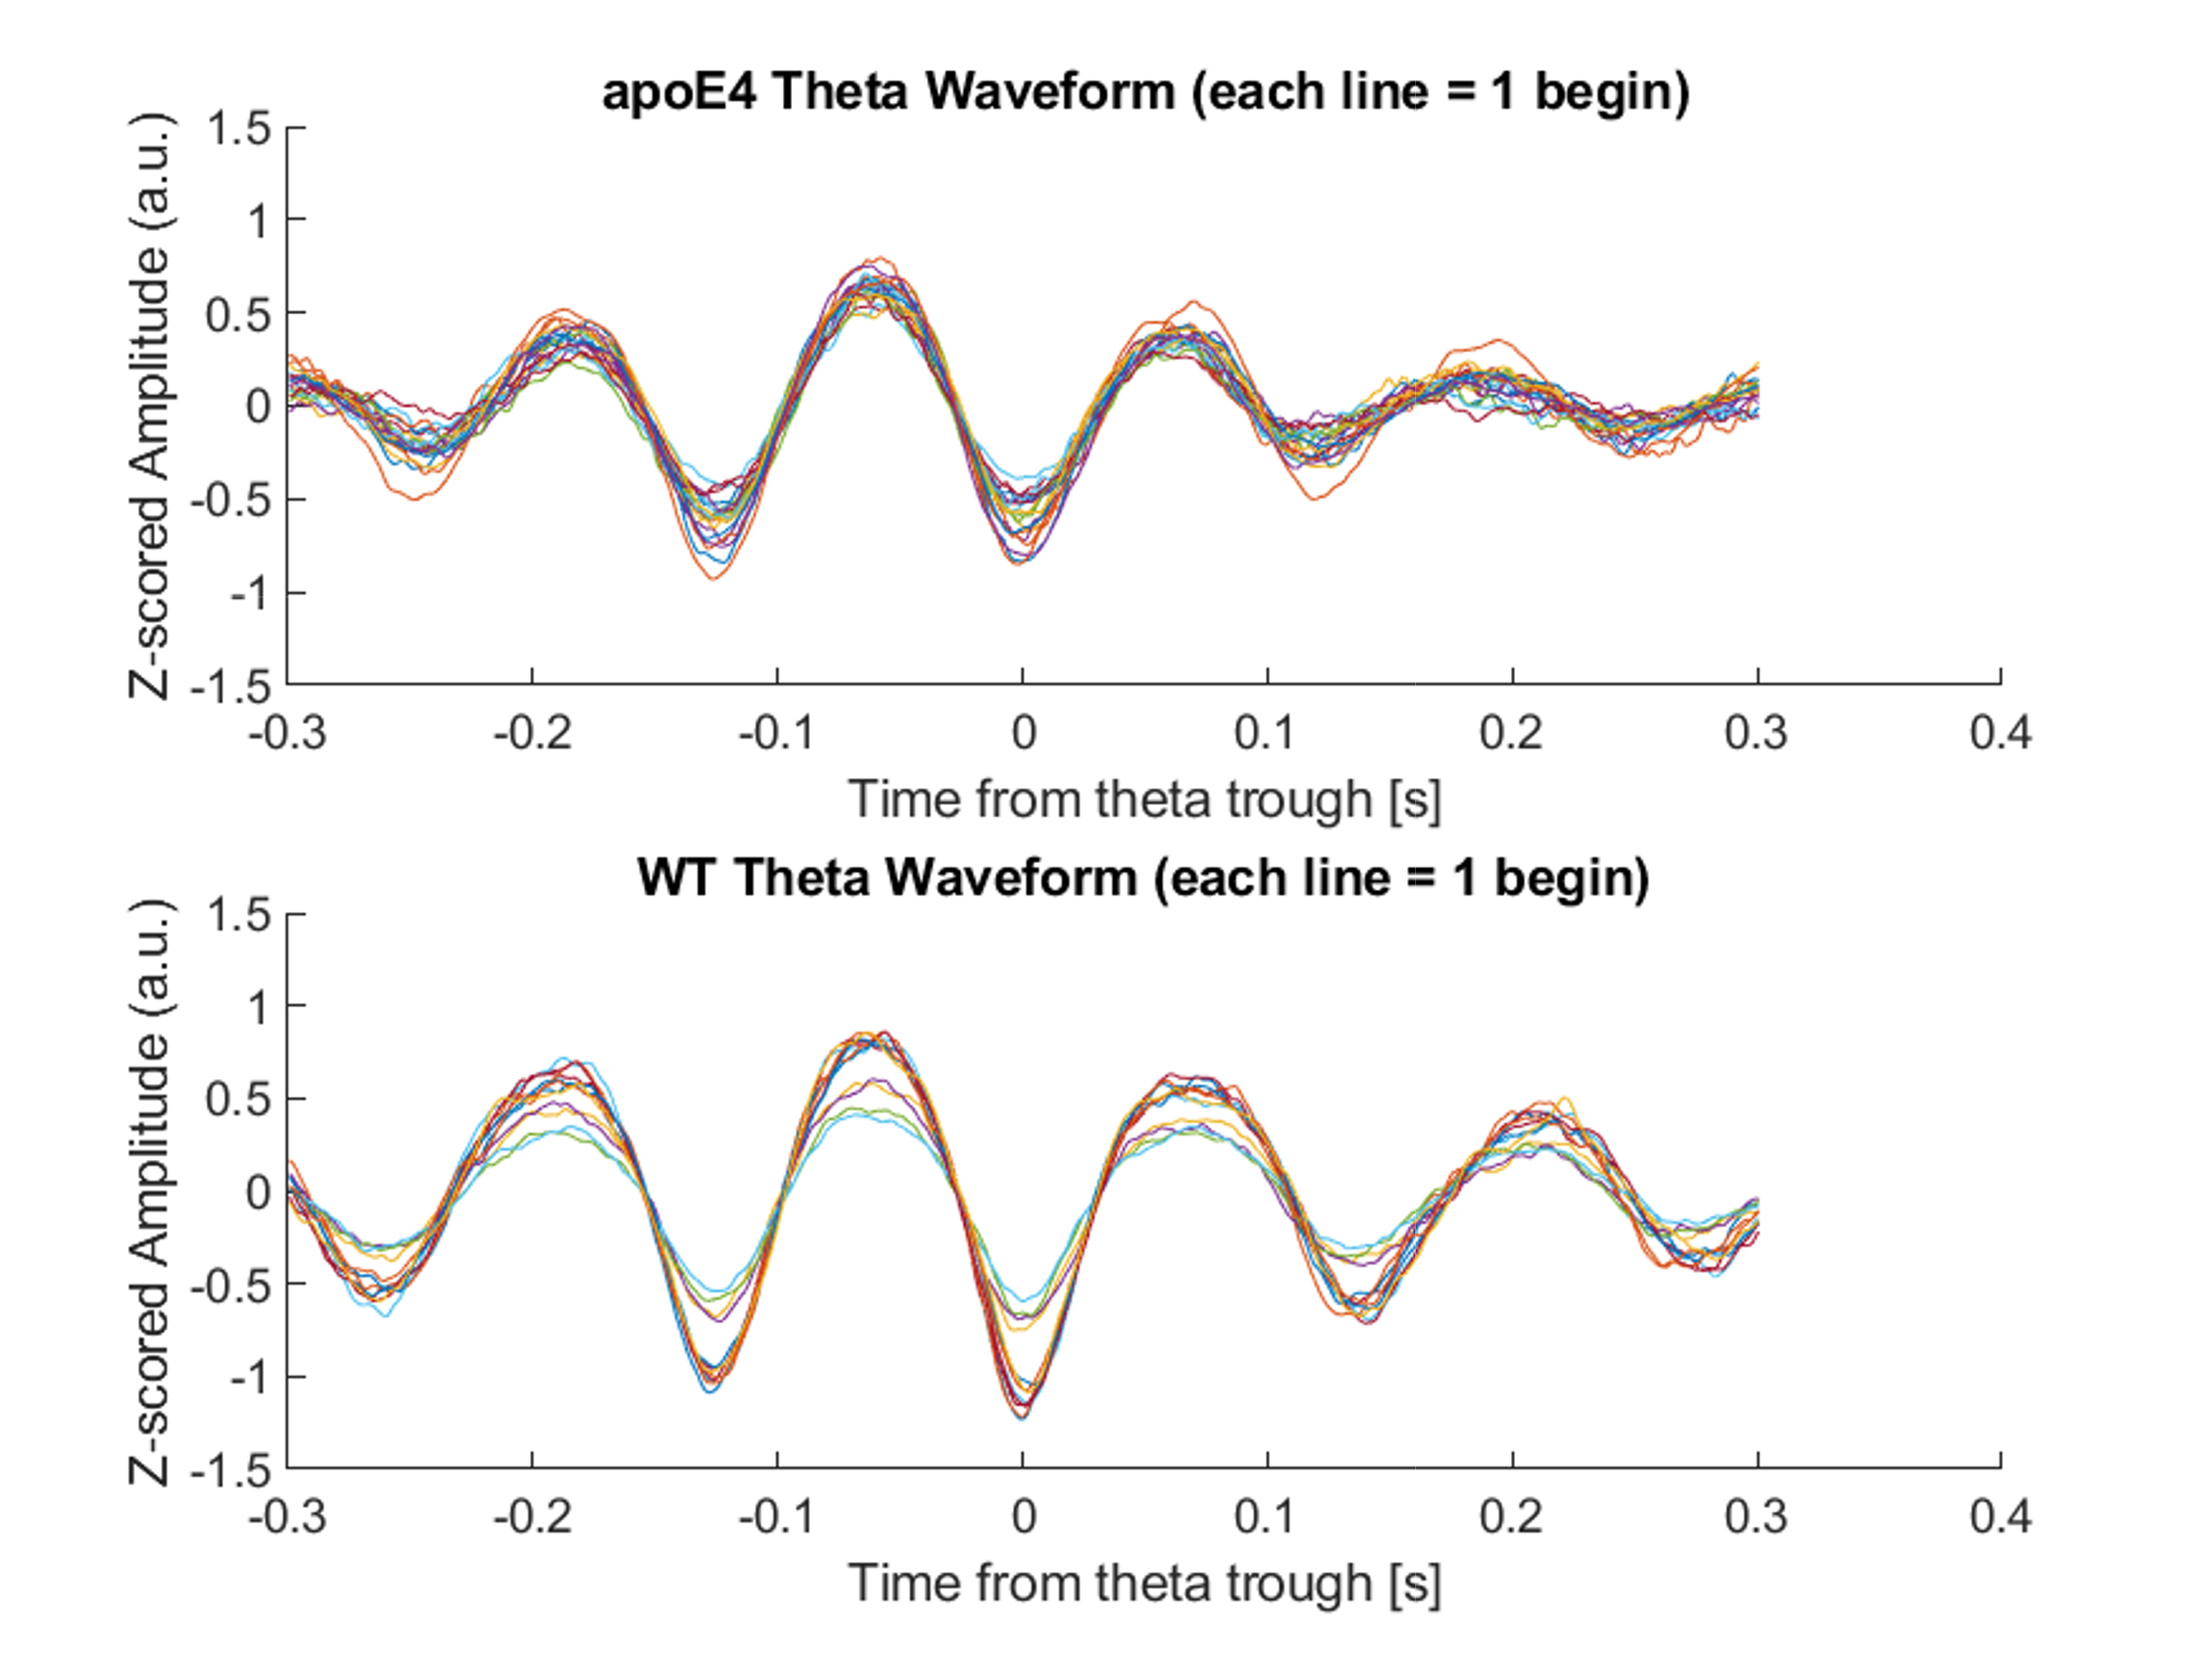 apoE4 Theta Waveform (each line = 1 begin)
Z-scored Amplitude (a.u.)
1.5
1
0.5
0
-0.5
-1
-1.5
-0.3 -0.2 -0.1 0 0.1 0.2 0.3 0.4
Time from theta trough [s]
WT Theta Waveform (each line = 1 begin)
Z-scored Amplitude (a.u.)
1.5
1
0.5
0
-0.5
-1
-1.5
-0.3 -0.2 -0.1 0 0.1 0.2 0.3 0.4
Time from theta trough [s]